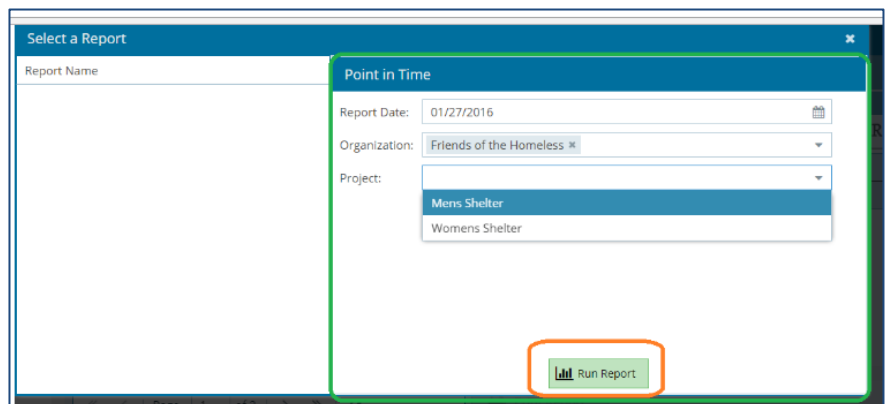 Select a Report
Report Name
Point in Time
Report Date: 01/27/2016
Organization: Friends of the Homeless
Project:
Mens Shelter
Womens Shelter
Run Report